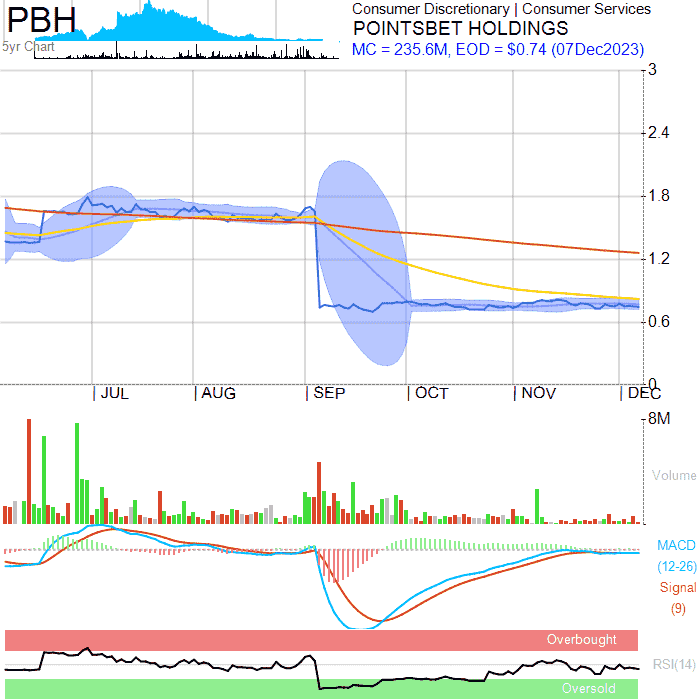 PBH
5yr Chart
Consumer Discretionary | Consumer Services
POINTSBET HOLDINGS
MC = 235.6M, EOD = $0.74 (07Dec2023)
3
2.4
1.8
1.2
0.6
0
JUL AUG SEP OCT NOV DEC
8M
Volume
MACD
(12-26)
Signal
(9)
Overbought
RSI(14)
Oversold